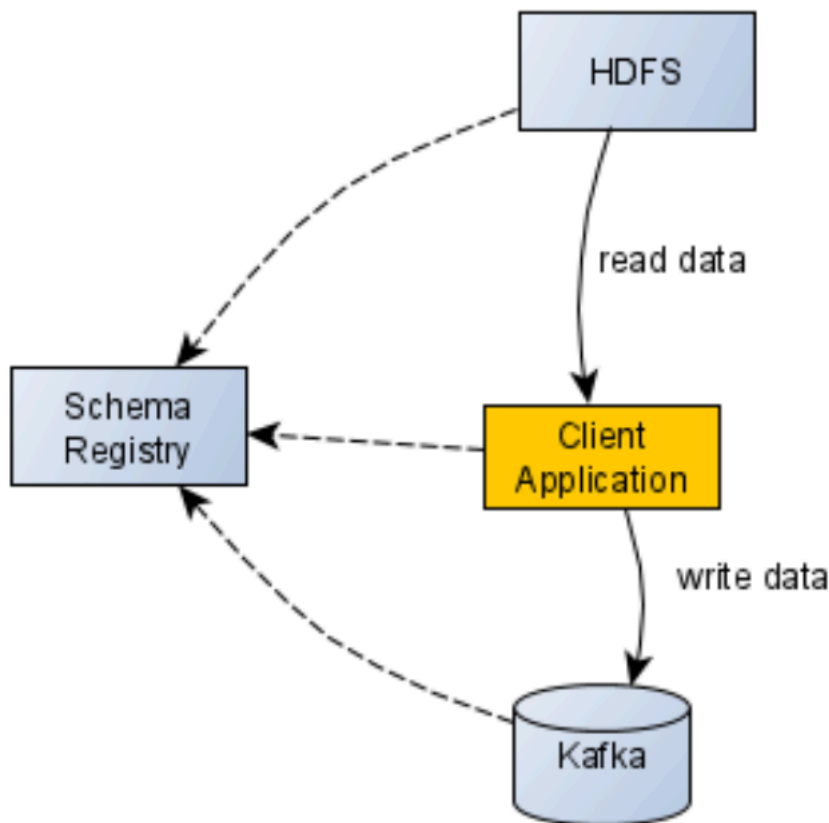 HDFS
read data
Schema
Registry
Client
Application
write data
Kafka